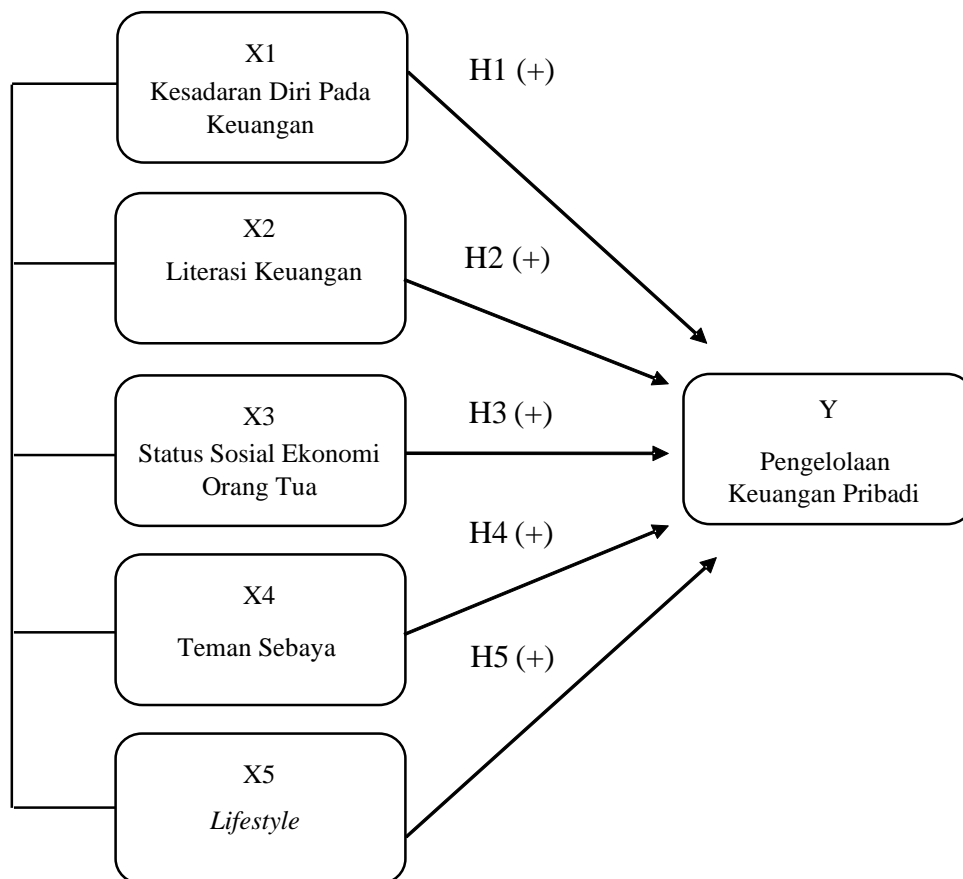 X1
Kesadaran Diri Pada
Keuangan
H1 (+)
X2
Literasi Keuangan
H2 (+)
X3
Status Sosial Ekonomi
Orang Tua
H3 (+)
Y
Pengelolaan
Keuangan Pribadi
X4
Teman Sebaya
H4 (+)
X5
Lifestyle
H5 (+)